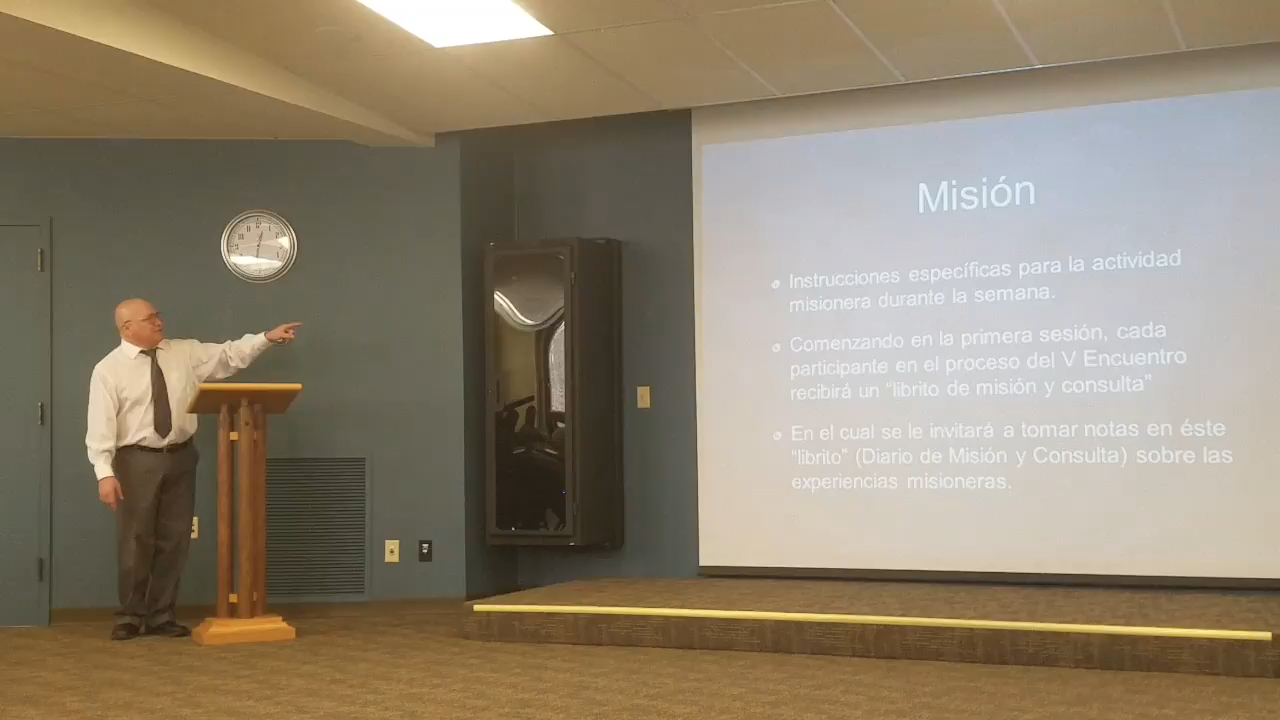 Misión
Instrucciones específicas para la actividad
misionera durante la semana.
Comenzando en la primera sesión, cada
participante en el proceso del V Encuentro
recibirá un “librito de misión y consulta”
En el cual se le invitará a tomar notas en éste
“librito” (Diario de Misión y Consulta) sobre las
experiencias misioneras.